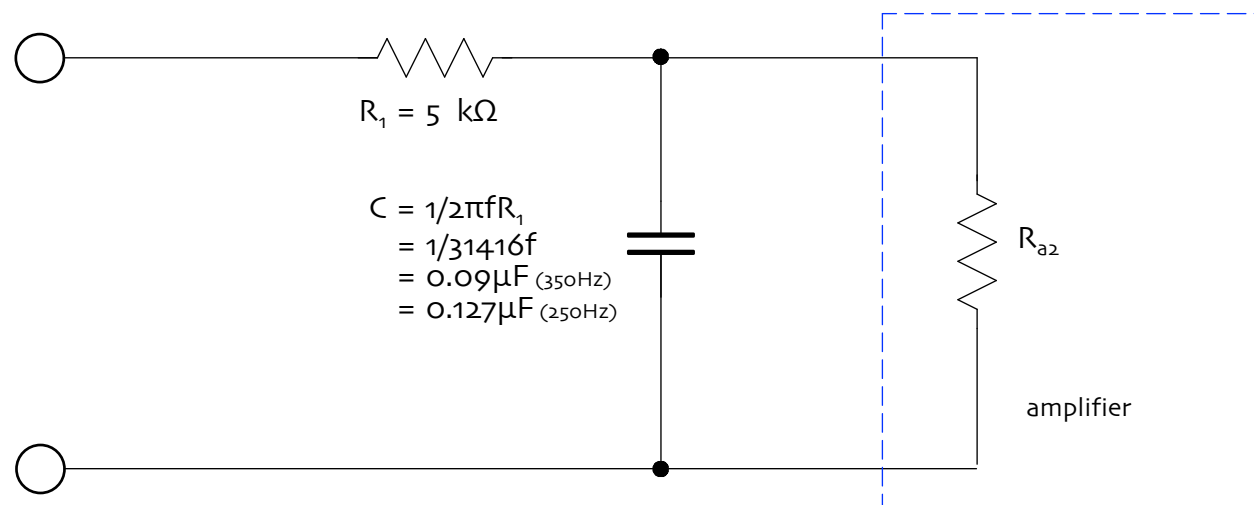 R₁ = 5 kΩ
C = 1/2πfR₁
= 1/31416f
= 0.09µF (350Hz)
= 0.127µF (250Hz)
Rₐ₂
amplifier